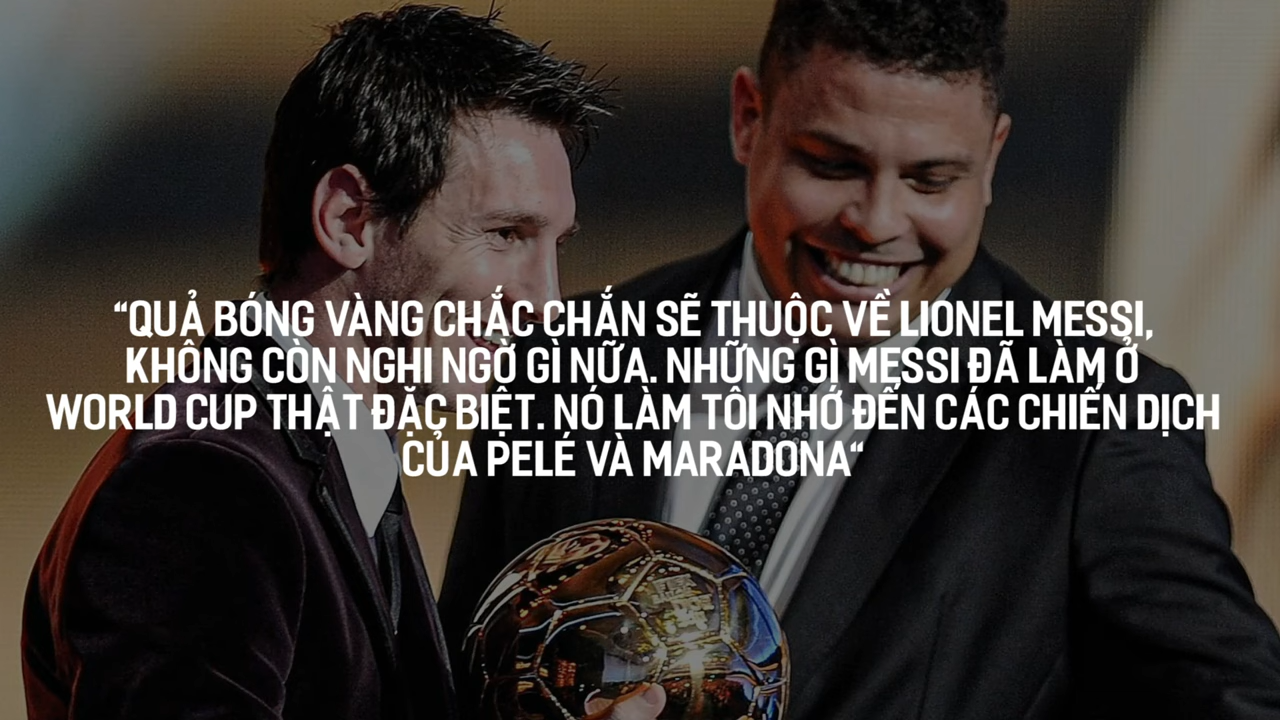 “QUẢ BÓNG VÀNG CHẮC CHẮN SẼ THUỘC VỀ LIONEL MESSI,
KHÔNG CÒN NGHI NGỜ GÌ NỮA. NHỮNG GÌ MESSI ĐÃ LÀM Ở
WORLD CUP THẬT ĐẶC BIỆT. NÓ LÀM TÔI NHỚ ĐẾN CÁC CHIẾN DỊCH
CỦA PELÉ VÀ MARADONA“